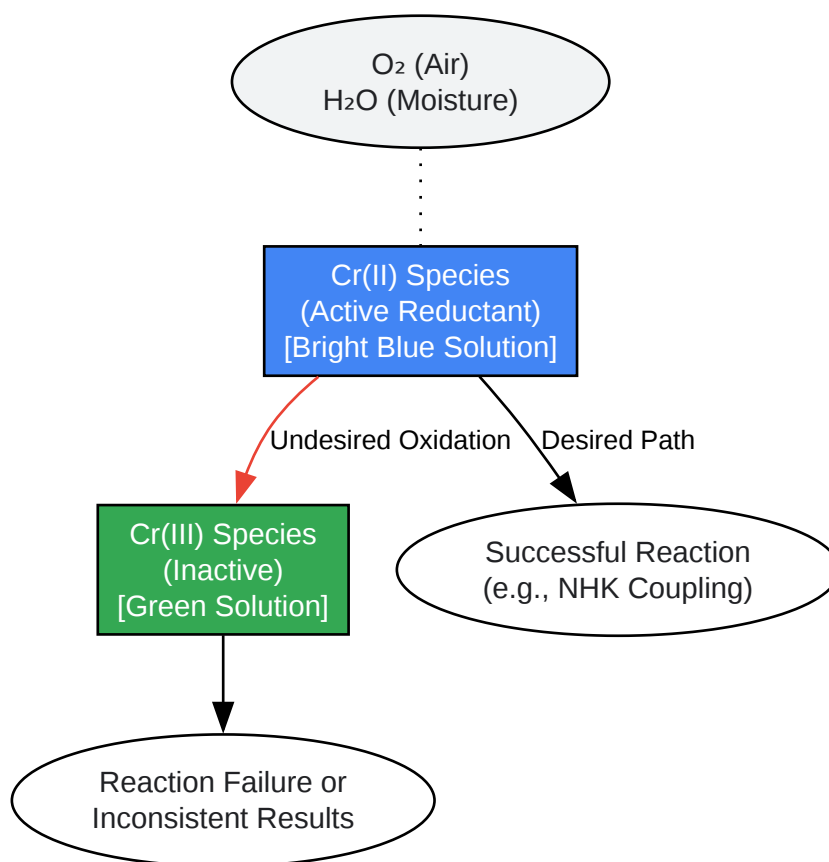 O₂ (Air)
H₂O (Moisture)
Cr(II) Species
(Active Reductant)
[Bright Blue Solution]
Undesired Oxidation
Desired Path
Cr(III) Species
(Inactive)
[Green Solution]
Successful Reaction
(e.g., NHK Coupling)
Reaction Failure or
Inconsistent Results